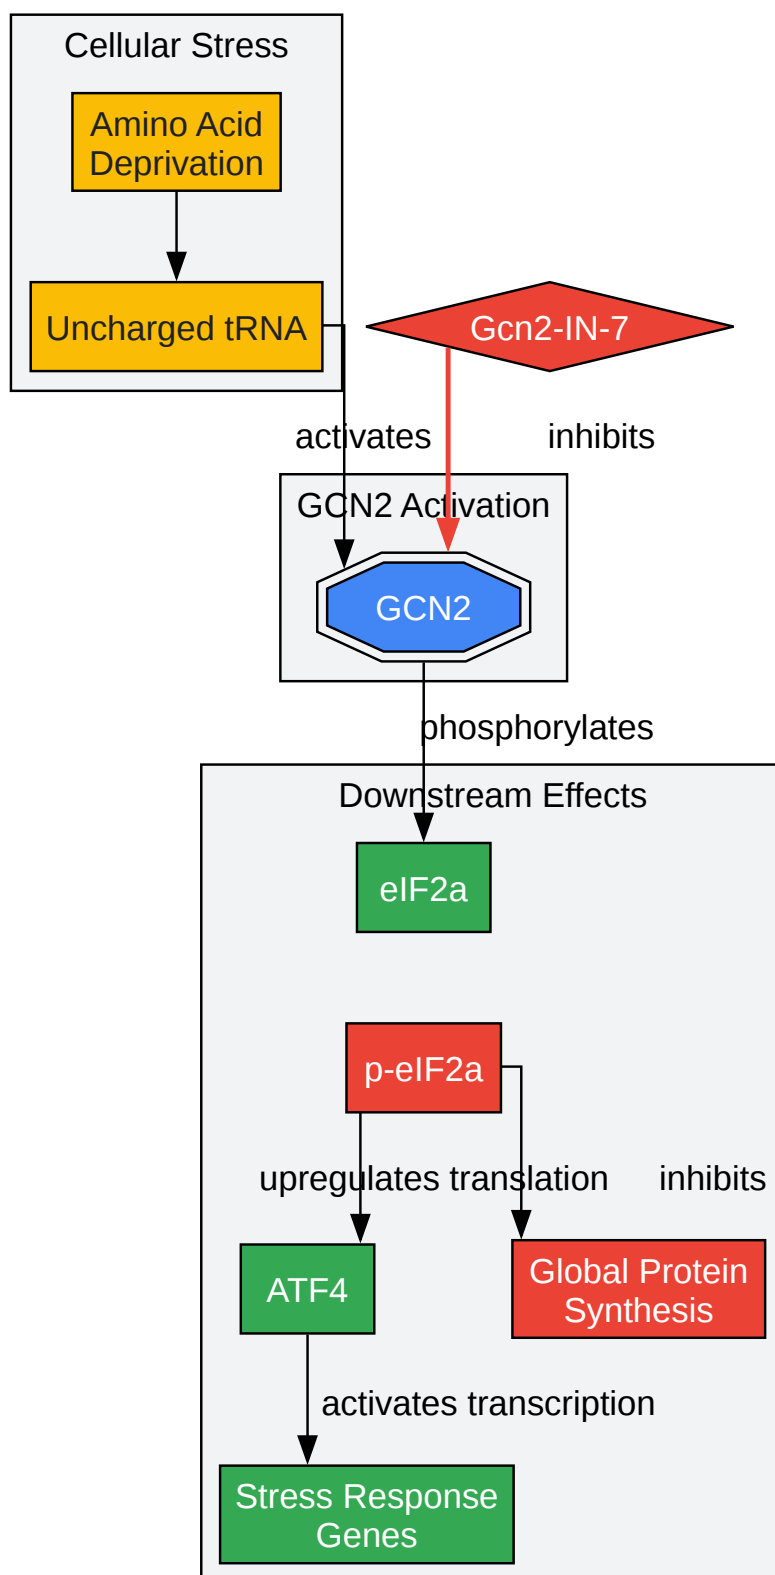 Cellular Stress
Amino Acid
Deprivation
Uncharged tRNA
Gcn2-IN-7
activates
inhibits
GCN2 Activation
GCN2
phosphorylates
Downstream Effects
eIF2a
p-eIF2a
upregulates translation
inhibits
ATF4
Global Protein
Synthesis
activates transcription
Stress Response
Genes